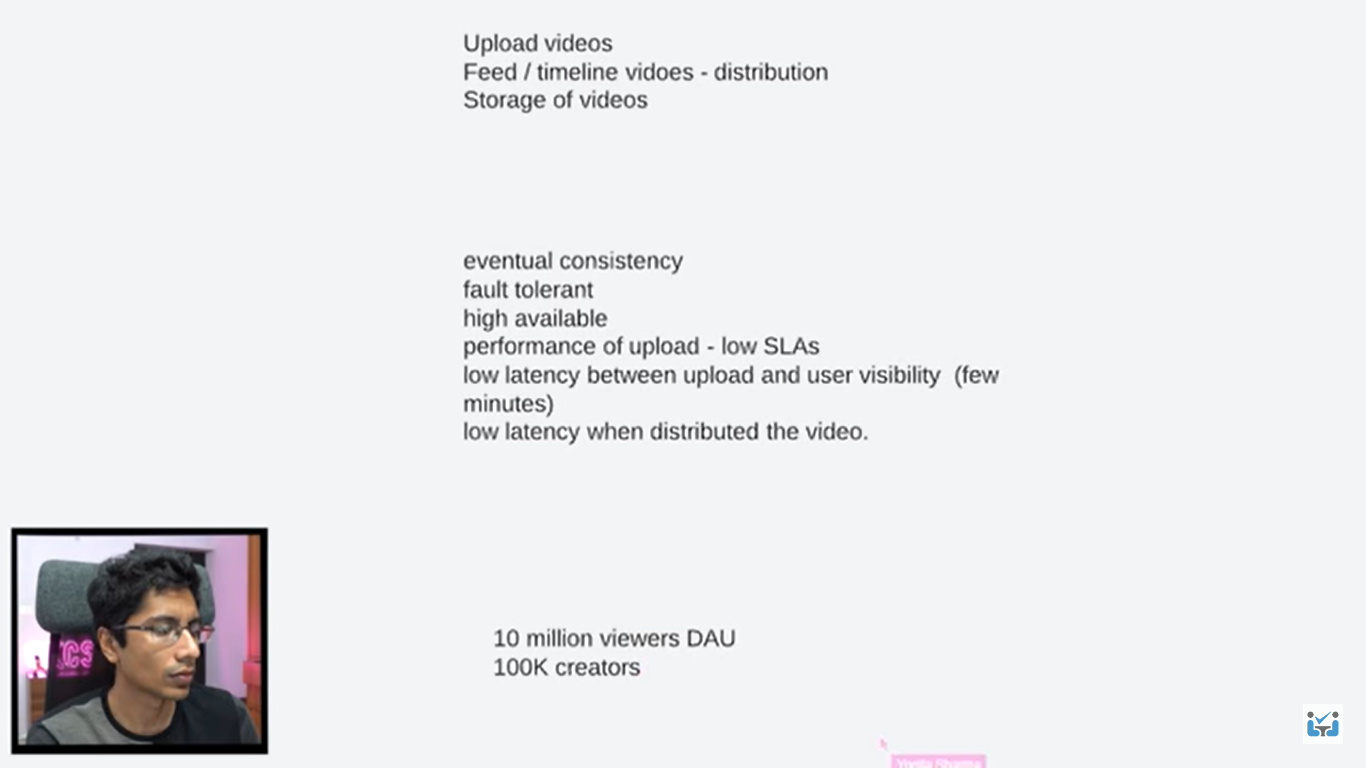 Upload videos
Feed / timeline vidoes - distribution
Storage of videos
eventual consistency
fault tolerant
high available
performance of upload - low SLAs
low latency between upload and user visibility (few
minutes)
low latency when distributed the video.
CS
10 million viewers DAU
100K creators
Sharma